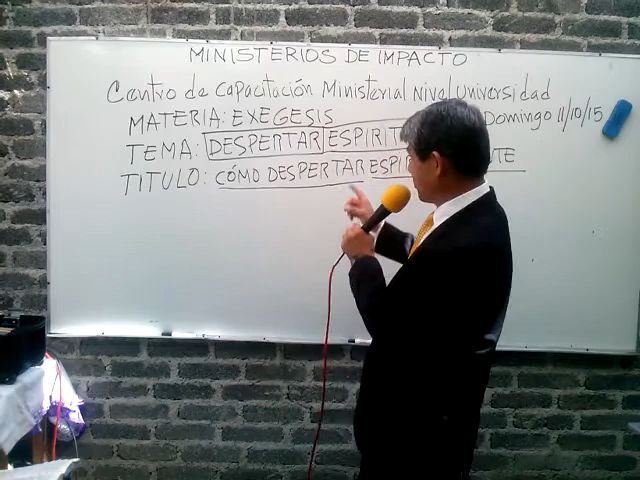 MINISTERIOS DE IMPACTO
Centro de Capacitación Ministerial Nivel Universidad
MATERIA: EXEGESIS Domingo 11/10/15
TEMA: DESPERTAR
TITULO: CÓMO DESPERTAR